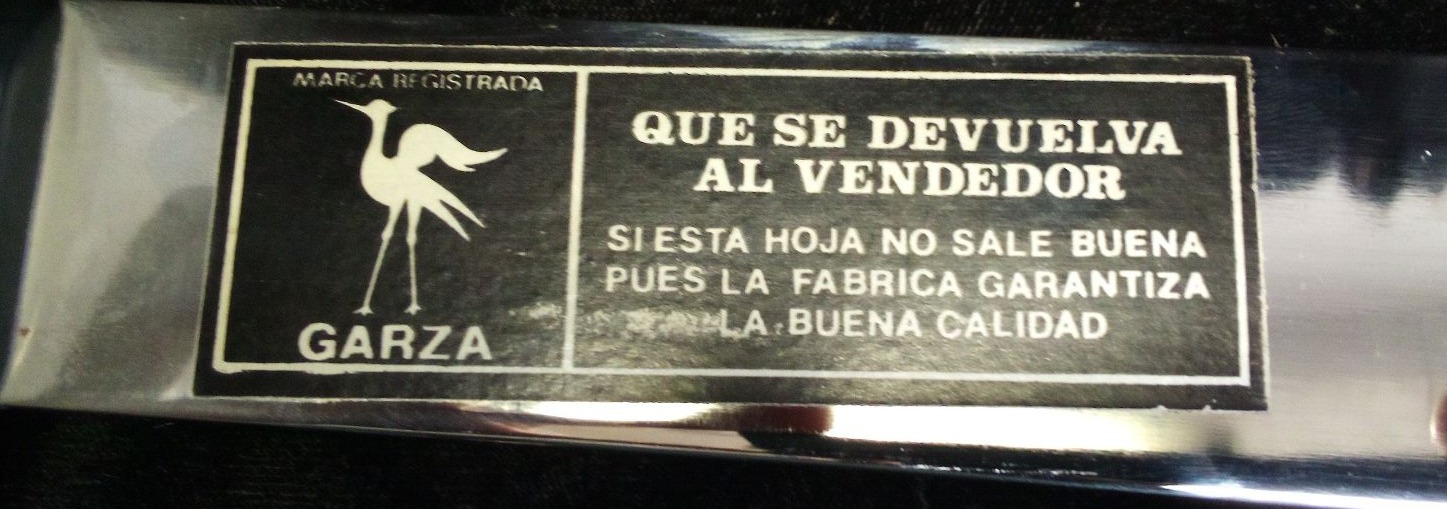 MARCA REGISTRADA
GARZA
QUE SE DEVUELVA
AL VENDEDOR
SI ESTA HOJA NO SALE BUENA
PUES LA FABRICA GARANTIZA
LA BUENA CALIDAD